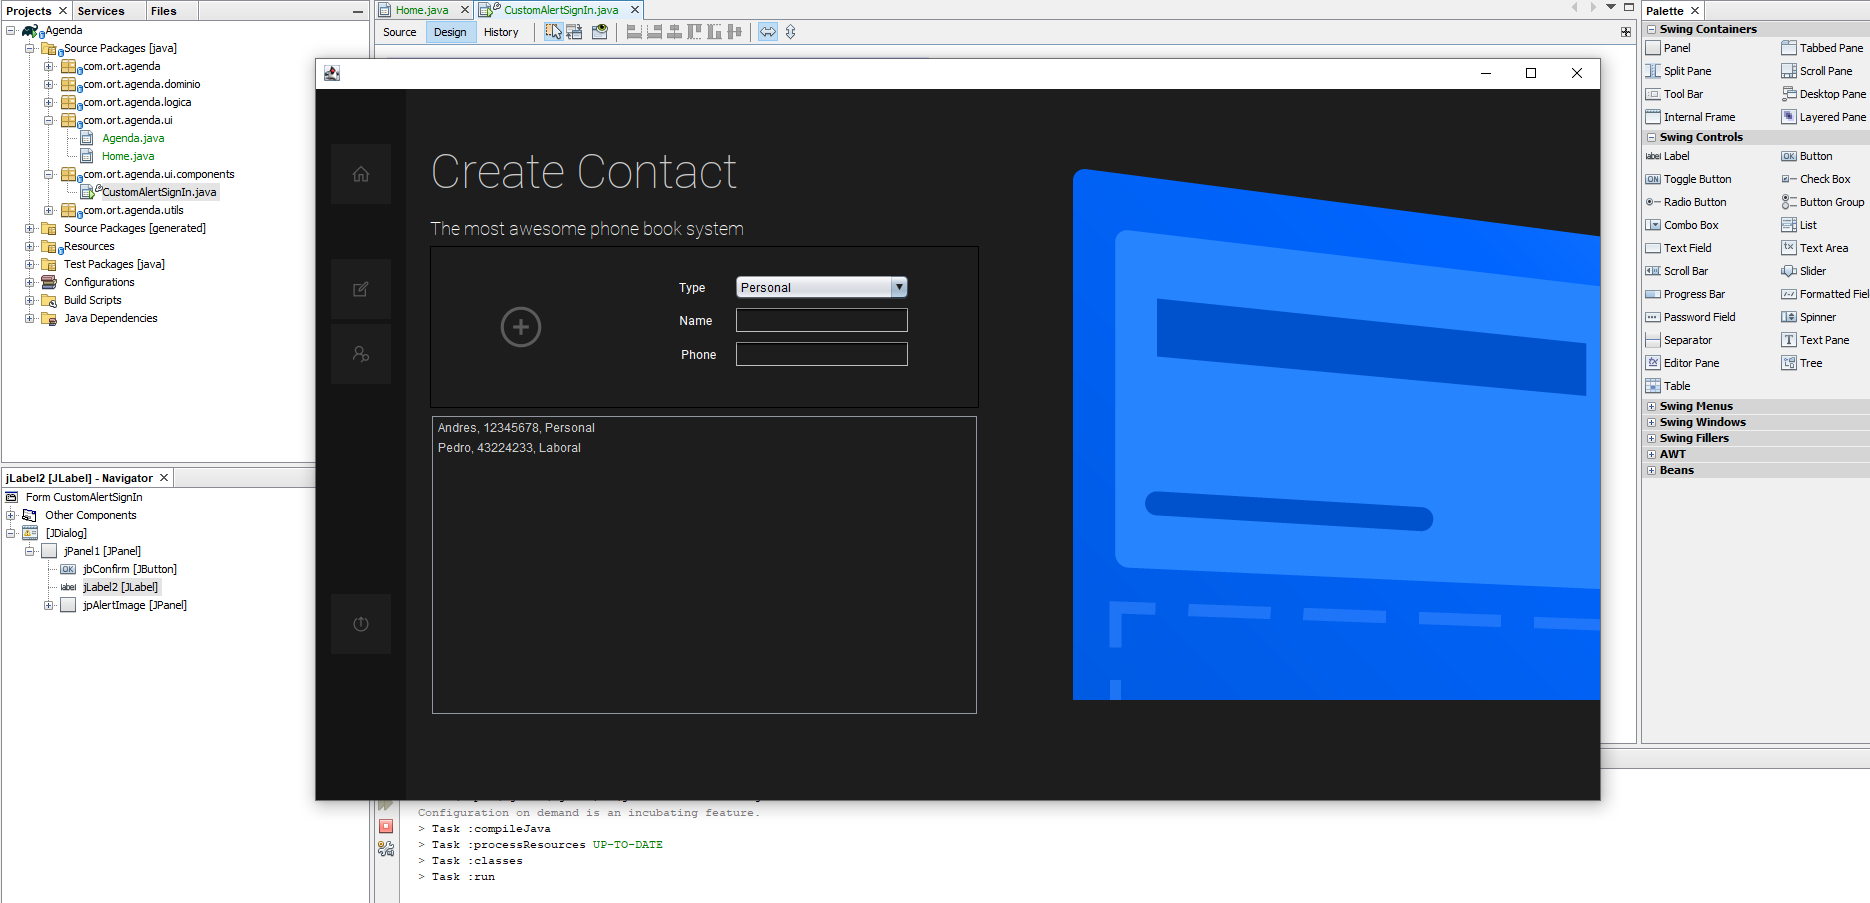 Projects
Services
Files
Agenda
Source Packages [java]
com.ort.agenda
com.ort.agenda.dominio
com.ort.agenda.logica
com.ort.agenda.ui
Agenda.java
Home.java
com.ort.agenda.ui.components
CustomAlertSignIn.java
com.ort.agenda.utils
Source Packages [generated]
Resources
Test Packages [java]
Configurations
Build Scripts
Java Dependencies
jLabel2 [JLabel] - Navigator
Form CustomAlertSignIn
Other Components
[JDialog]
jPanel1 [JPanel]
OK jbConfirm [JButton]
label jLabel2 [JLabel]
jpAlertImage [JPanel]
Home.java
CustomAlertSignIn.java
Source
Design
History
Create Contact
The most awesome phone book system
Type
Personal
Name
Phone
Andres, 12345678, Personal
Pedro, 43224233, Laboral
Configuration on demand is an incubating feature.
> Task :compileJava
> Task :processResources UP-TO-DATE
> Task :classes
> Task :run
Palette
Swing Containers
Panel
Tabbed Pane
Split Pane
Scroll Pane
Tool Bar
Desktop Pane
Internal Frame
Layered Pane
Swing Controls
label Label
OK Button
ON Toggle Button
Check Box
Radio Button
Button Group
Combo Box
List
Text Field
Text Area
Scroll Bar
Slider
Progress Bar
Formatted Fiel
Password Field
Spinner
Separator
Text Pane
Editor Pane
Tree
Table
Swing Menus
Swing Windows
Swing Fillers
AWT
Beans